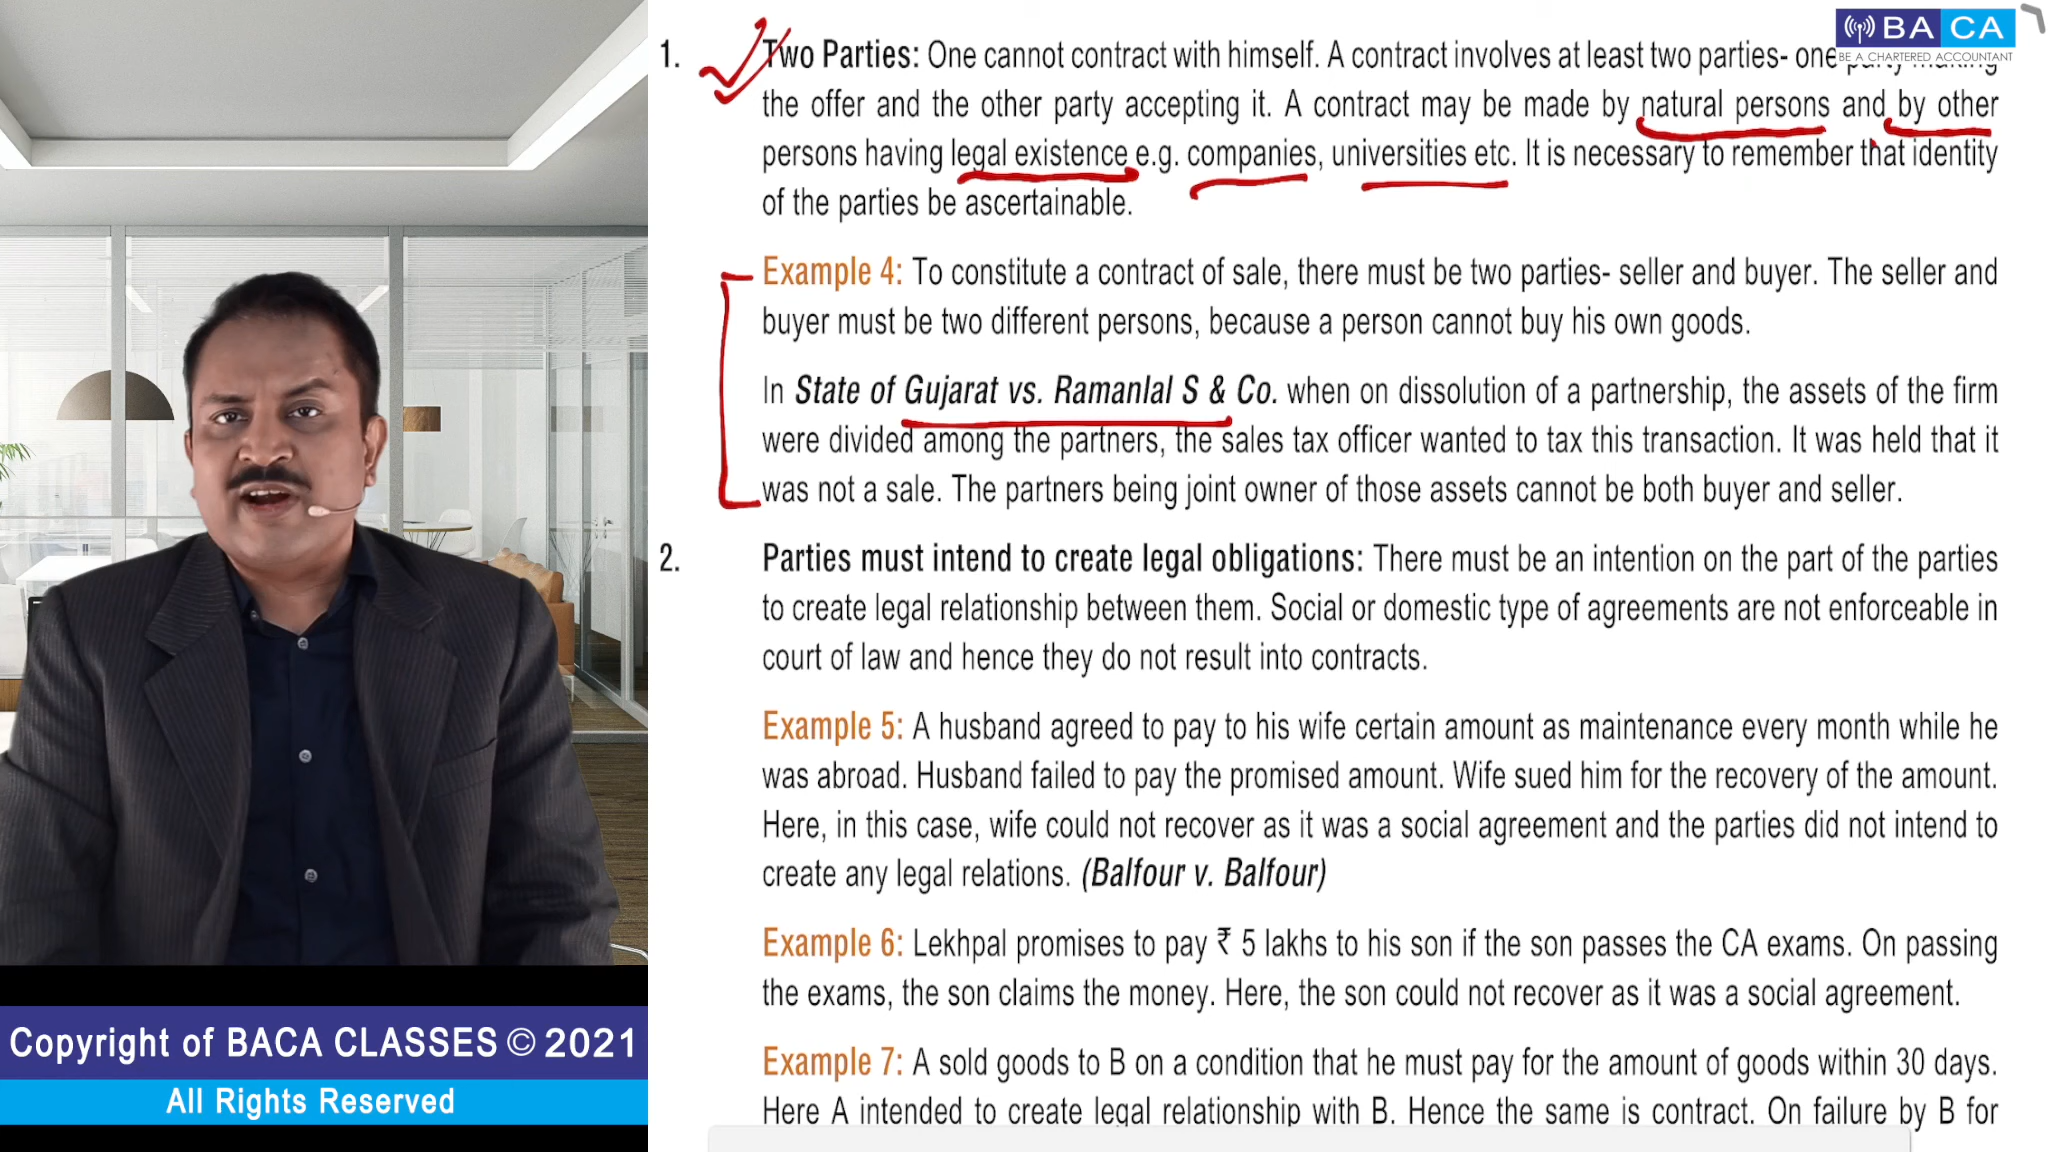 BACA
BE A CHARTERED ACCOUNTANT
1. Two Parties: One cannot contract with himself. A contract involves at least two parties- one party making
the offer and the other party accepting it. A contract may be made by natural persons and by other
persons having legal existence e.g. companies, universities etc. It is necessary to remember that identity
of the parties be ascertainable.
Example 4: To constitute a contract of sale, there must be two parties- seller and buyer. The seller and
buyer must be two different persons, because a person cannot buy his own goods.
In State of Gujarat vs. Ramanlal S & Co. when on dissolution of a partnership, the assets of the firm
were divided among the partners, the sales tax officer wanted to tax this transaction. It was held that it
was not a sale. The partners being joint owner of those assets cannot be both buyer and seller.
2. Parties must intend to create legal obligations: There must be an intention on the part of the parties
to create legal relationship between them. Social or domestic type of agreements are not enforceable in
court of law and hence they do not result into contracts.
Example 5: A husband agreed to pay to his wife certain amount as maintenance every month while he
was abroad. Husband failed to pay the promised amount. Wife sued him for the recovery of the amount.
Here, in this case, wife could not recover as it was a social agreement and the parties did not intend to
create any legal relations. (Balfour v. Balfour)
Example 6: Lekhpal promises to pay ₹ 5 lakhs to his son if the son passes the CA exams. On passing
the exams, the son claims the money. Here, the son could not recover as it was a social agreement.
Example 7: A sold goods to B on a condition that he must pay for the amount of goods within 30 days.
Here A intended to create legal relationship with B. Hence the same is contract. On failure by B for
Copyright of BACA CLASSES © 2021
All Rights Reserved